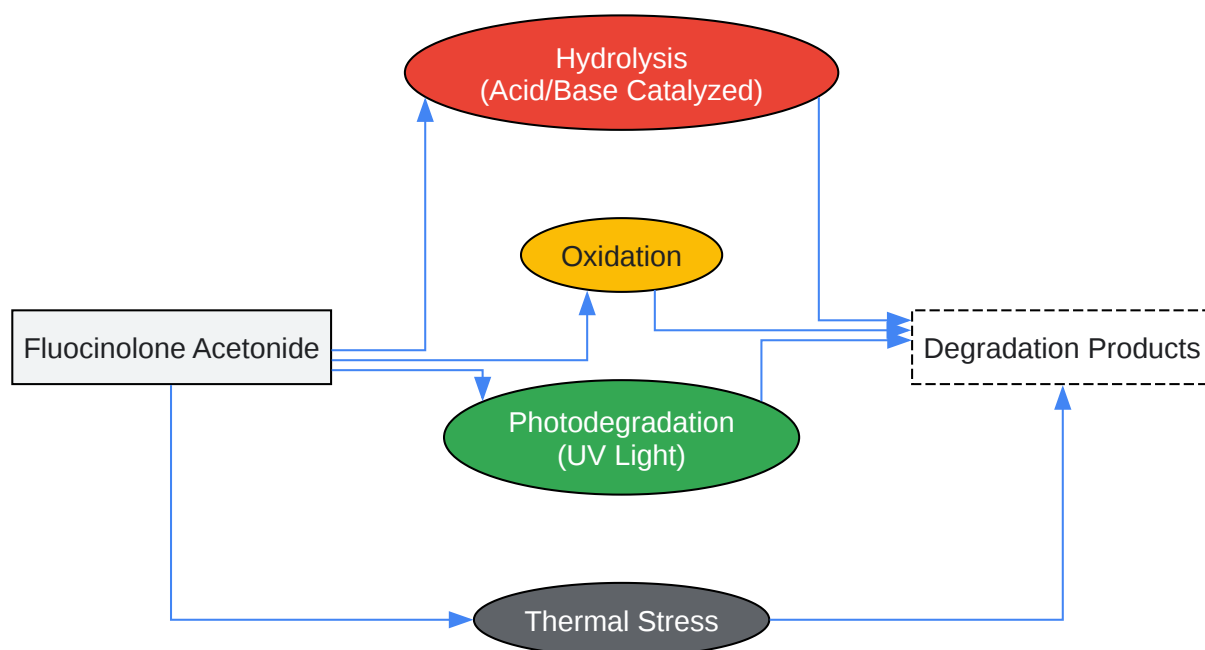 Hydrolysis
(Acid/Base Catalyzed)
Oxidation
Fluocinolone Acetonide
Degradation Products
Photodegradation
(UV Light)
Thermal Stress